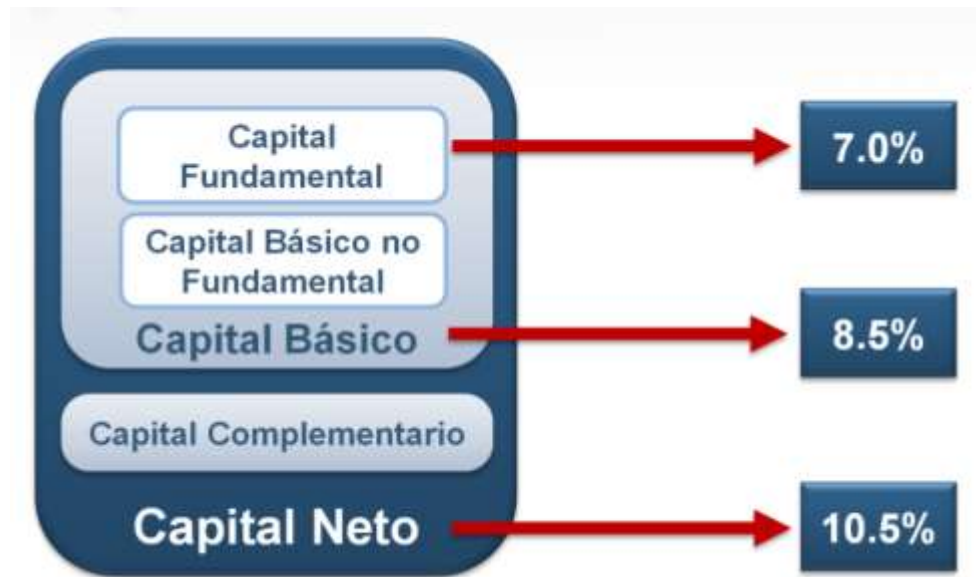 Capital
Fundamental
7.0%
Capital Básico no
Fundamental
Capital Básico
8.5%
Capital Complementario
Capital Neto
10.5%